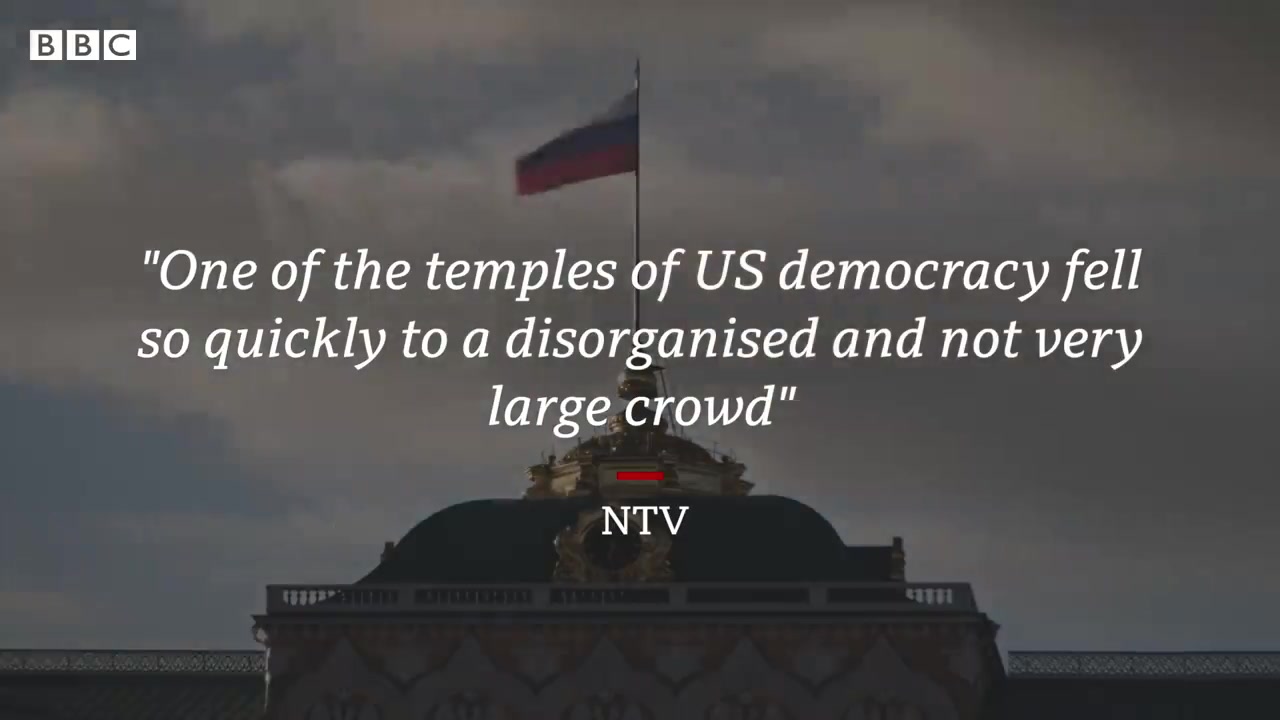 BBC
"One of the temples of US democracy fell
so quickly to a disorganised and not very
large crowd"
NTV